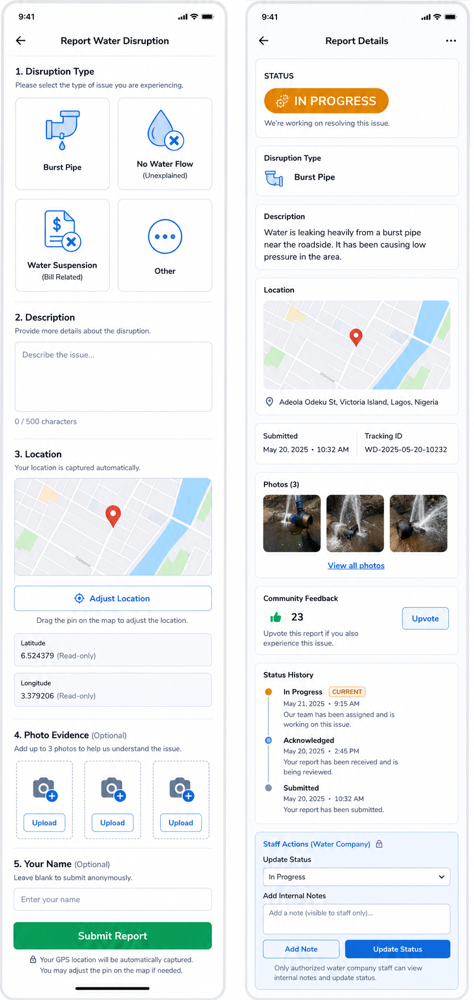 9:41
Report Water Disruption
1. Disruption Type
Please select the type of issue you are experiencing.
Burst Pipe
No Water Flow
(Unexplained)
$
Water Suspension
(Bill Related)
Other
2. Description
Provide more details about the disruption.
Describe the issue...
0 / 500 characters
3. Location
Your location is captured automatically.
Adjust Location
Drag the pin on the map to adjust the location.
Latitude
6.524379 (Read-only)
Longitude
3.379206 (Read-only)
4. Photo Evidence (Optional)
Add up to 3 photos to help us understand the issue.
Upload
Upload
Upload
5. Your Name (Optional)
Leave blank to submit anonymously.
Enter your name
Submit Report
Your GPS location will be automatically captured.
You may adjust the pin on the map if needed.
9:41
Report Details
STATUS
IN PROGRESS
We're working on resolving this issue.
Disruption Type
Burst Pipe
Description
Water is leaking heavily from a burst pipe
near the roadside. It has been causing low
pressure in the area.
Location
Adeola Odeku St, Victoria Island, Lagos, Nigeria
Submitted
May 20, 2025 • 10:32 AM
Tracking ID
WD-2025-05-20-10232
Photos (3)
View all photos
Community Feedback
23
Upvote
Upvote this report if you also
experience this issue.
Status History
In Progress CURRENT
May 21, 2025 • 9:15 AM
Our team has been assigned and is
working on this issue.
Acknowledged
May 20, 2025 • 2:45 PM
Your report has been received and is
being reviewed.
Submitted
May 20, 2025 • 10:32 AM
Your report has been submitted.
Staff Actions (Water Company)
Update Status
In Progress
Add Internal Notes
Add a note (visible to staff only)...
Add Note
Update Status
Only authorized water company staff can view
internal notes and update status.